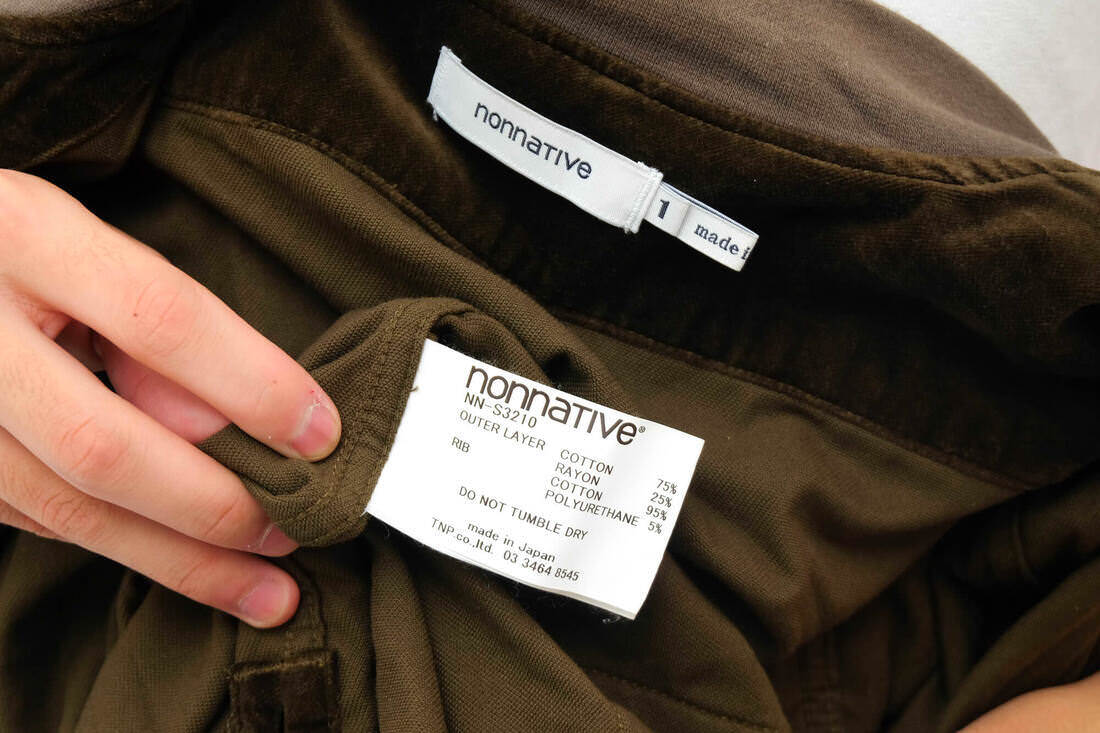 nonnative
1
made i
nonnative®
NN-S3210
OUTER LAYER
COTTON 75%
RAYON 25%
RIB
COTTON 95%
POLYURETHANE 5%
DO NOT TUMBLE DRY
made in Japan
TNP co.,ltd. 03 3464 8545